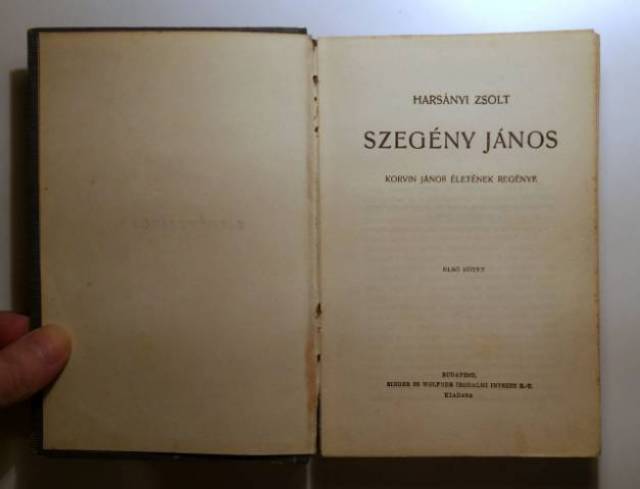 HARSÁNYI ZSOLT
SZEGÉNY JÁNOS
KORVIN JÁNOS ÉLETÉNEK REGÉNYE
ELSŐ KÖTET
BUDAPEST,
SINGER ÉS WOLFNER IRODALMI INTÉZET R.-T.
KIADÁSA